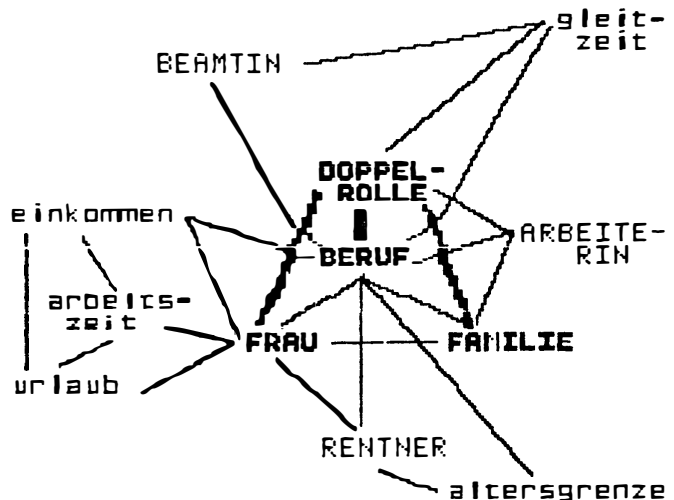 gleit-
zeit
BEAMTIN
DOPPEL-
ROLLE
einkommen
ARBEITE-
RIN
BERUF
arbeits-
zeit
FRAU
FAMILIE
urlaub
RENTNER
altersgrenze